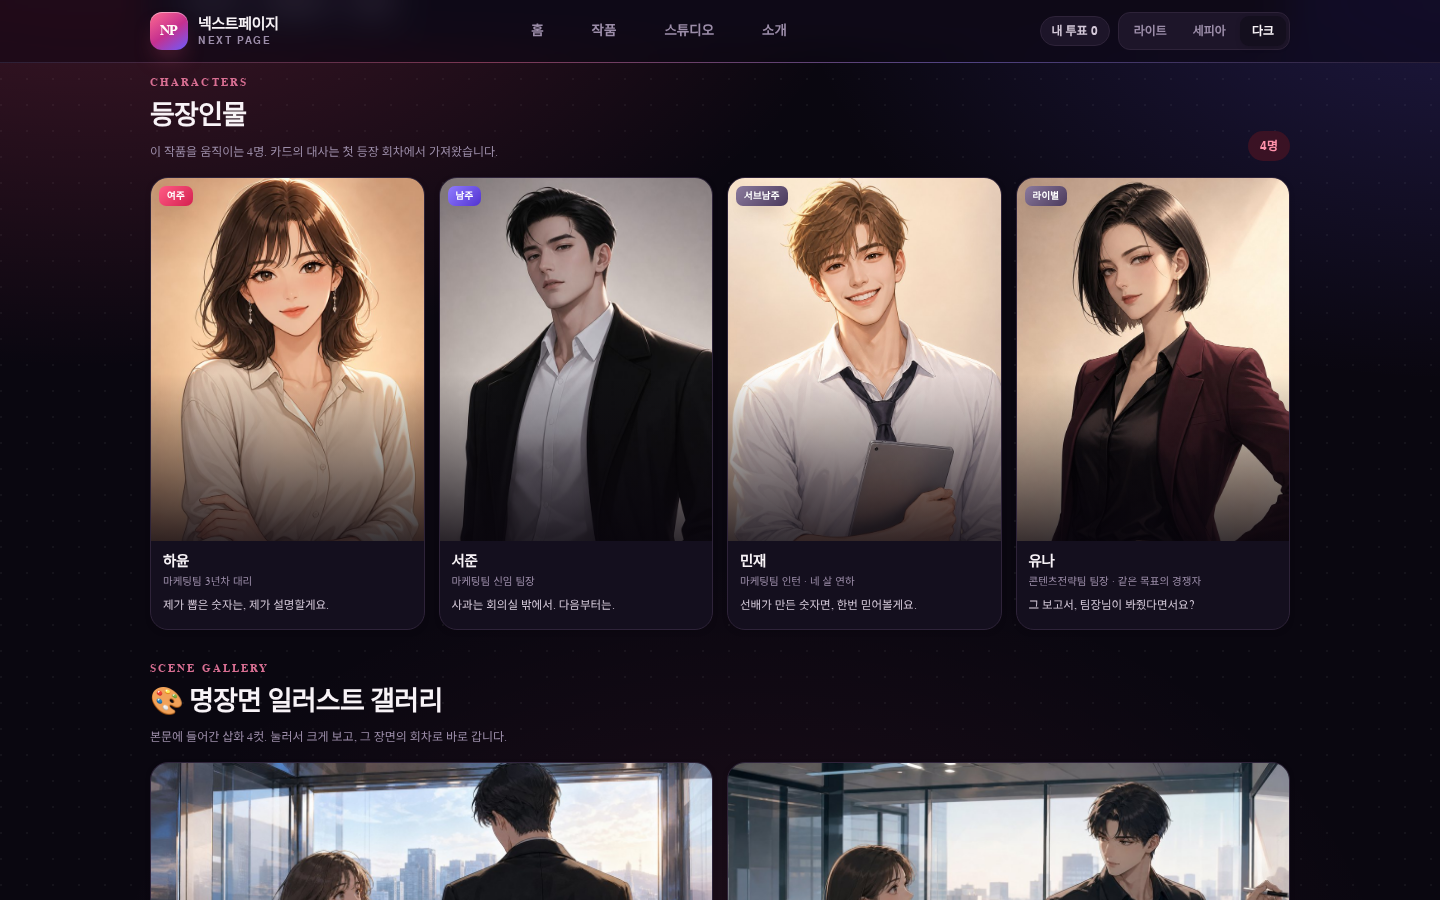 NP
넥스트페이지
NEXT PAGE
홈
작품
스튜디오
소개
내 투표 0
라이트
세피아
다크
CHARACTERS
등장인물
이 작품을 움직이는 4명. 카드의 대사는 첫 등장 회차에서 가져왔습니다.
4명
여주
남주
서브남주
라이벌
하윤
마케팅팀 3년차 대리
제가 뽑은 숫자는, 제가 설명할게요.
서준
마케팅팀 신임 팀장
사과는 회의실 밖에서. 다음부터는.
민재
마케팅팀 인턴 · 네 살 연하
선배가 만든 숫자면, 한번 믿어볼게요.
유나
콘텐츠전략팀 팀장 · 같은 목표의 경쟁자
그 보고서, 팀장님이 봐줬다면서요?
SCENE GALLERY
🎨 명장면 일러스트 갤러리
본문에 들어간 삽화 4컷. 눌러서 크게 보고, 그 장면의 회차로 바로 갑니다.